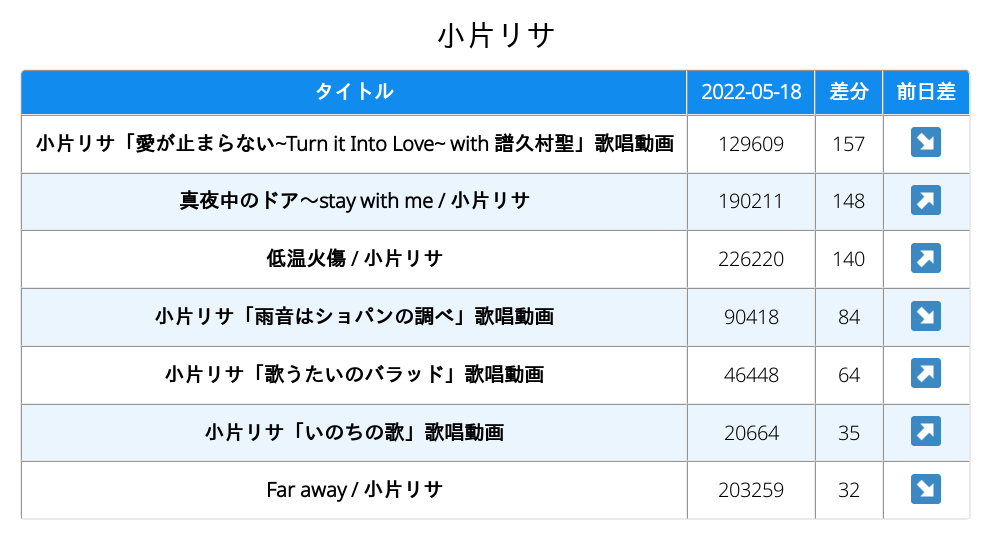 小片リサ
タイトル 2022-05-18 差分 前日差
小片リサ「愛が止まらない~Turn it Into Love~ with 譜久村聖」歌唱動画 129609 157 ↘
真夜中のドア〜stay with me / 小片リサ 190211 148 ↗
低温火傷 / 小片リサ 226220 140 ↗
小片リサ「雨音はショパンの調べ」歌唱動画 90418 84 ↘
小片リサ「歌うたいのバラッド」歌唱動画 46448 64 ↗
小片リサ「いのちの歌」歌唱動画 20664 35 ↗
Far away / 小片リサ 203259 32 ↘